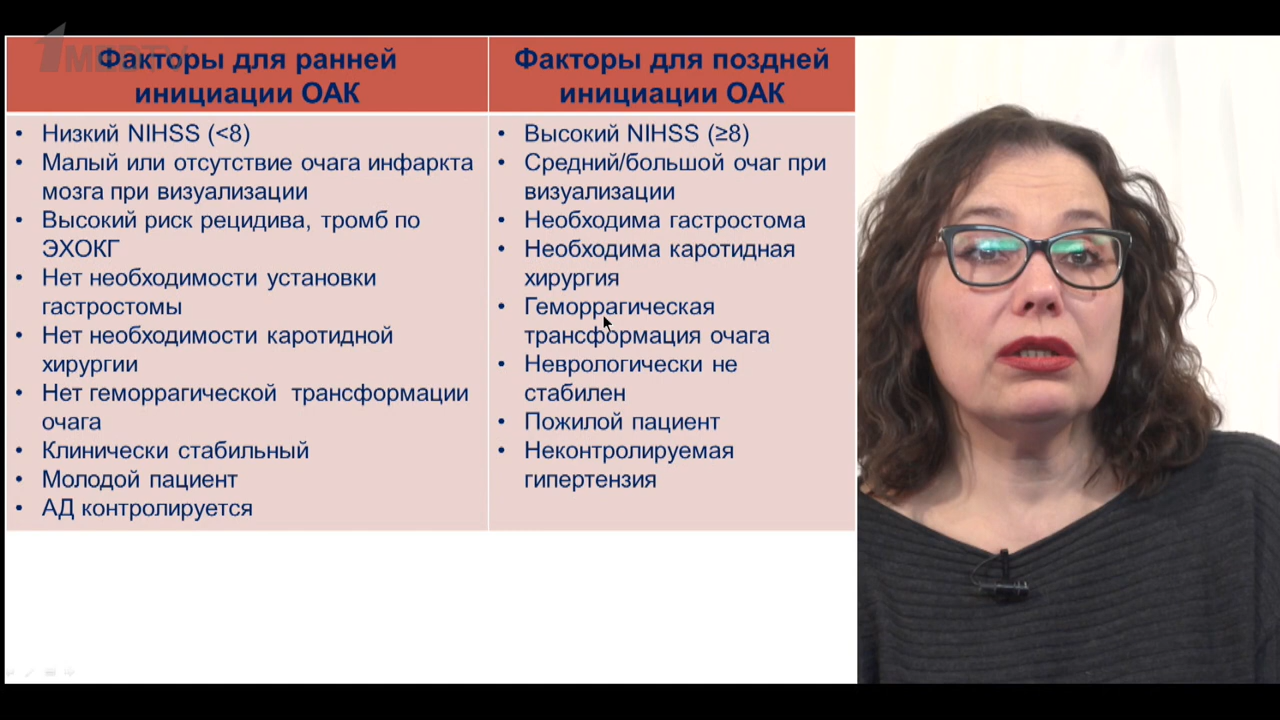 1МЕDTV
Факторы для ранней
инициации ОАК
Факторы для поздней
инициации ОАК
• Низкий NIHSS (<8)
• Малый или отсутствие очага инфаркта
мозга при визуализации
• Высокий риск рецидива, тромб по
ЭХОКГ
• Нет необходимости установки
гастростомы
• Нет необходимости каротидной
хирургии
• Нет геморрагической трансформации
очага
• Клинически стабильный
• Молодой пациент
• АД контролируется
• Высокий NIHSS (≥8)
• Средний/большой очаг при
визуализации
• Необходима гастростома
• Необходима каротидная
хирургия
• Геморрагическая
трансформация очага
• Неврологически не
стабилен
• Пожилой пациент
• Неконтролируемая
гипертензия